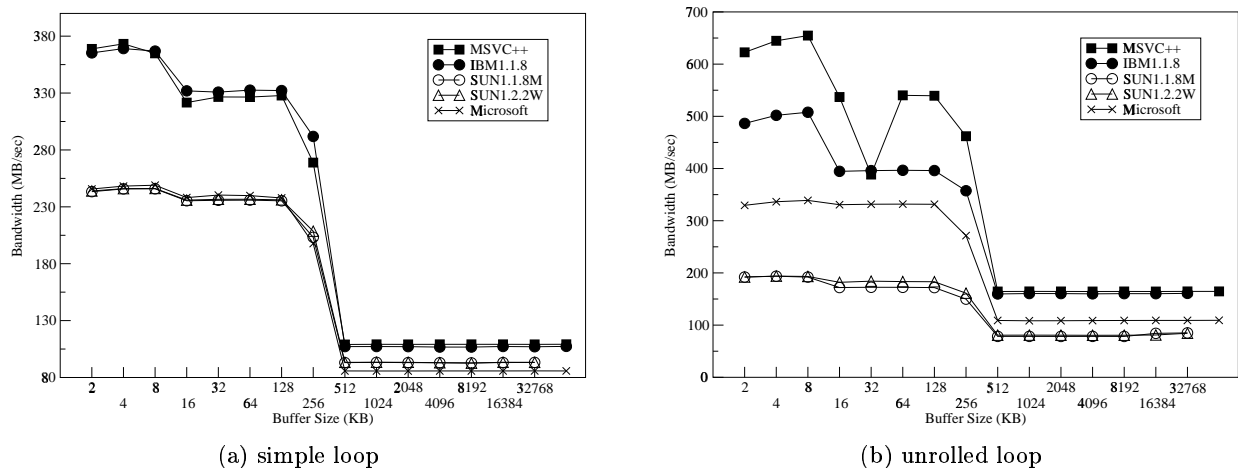 380
330
280
230
180
130
80
Bandwidth (MB/sec)
MSVC++
IBM1.1.8
SUN1.1.8M
SUN1.2.2W
Microsoft
2 8 32 128 512 2048 8192 32768
4 16 64 256 1024 4096 16384
Buffer Size (KB)
(a) simple loop
700
600
500
400
300
200
100
0
Bandwidth (MB/sec)
MSVC++
IBM1.1.8
SUN1.1.8M
SUN1.2.2W
Microsoft
2 8 32 128 512 2048 8192 32768
4 16 64 256 1024 4096 16384
Buffer Size (KB)
(b) unrolled loop